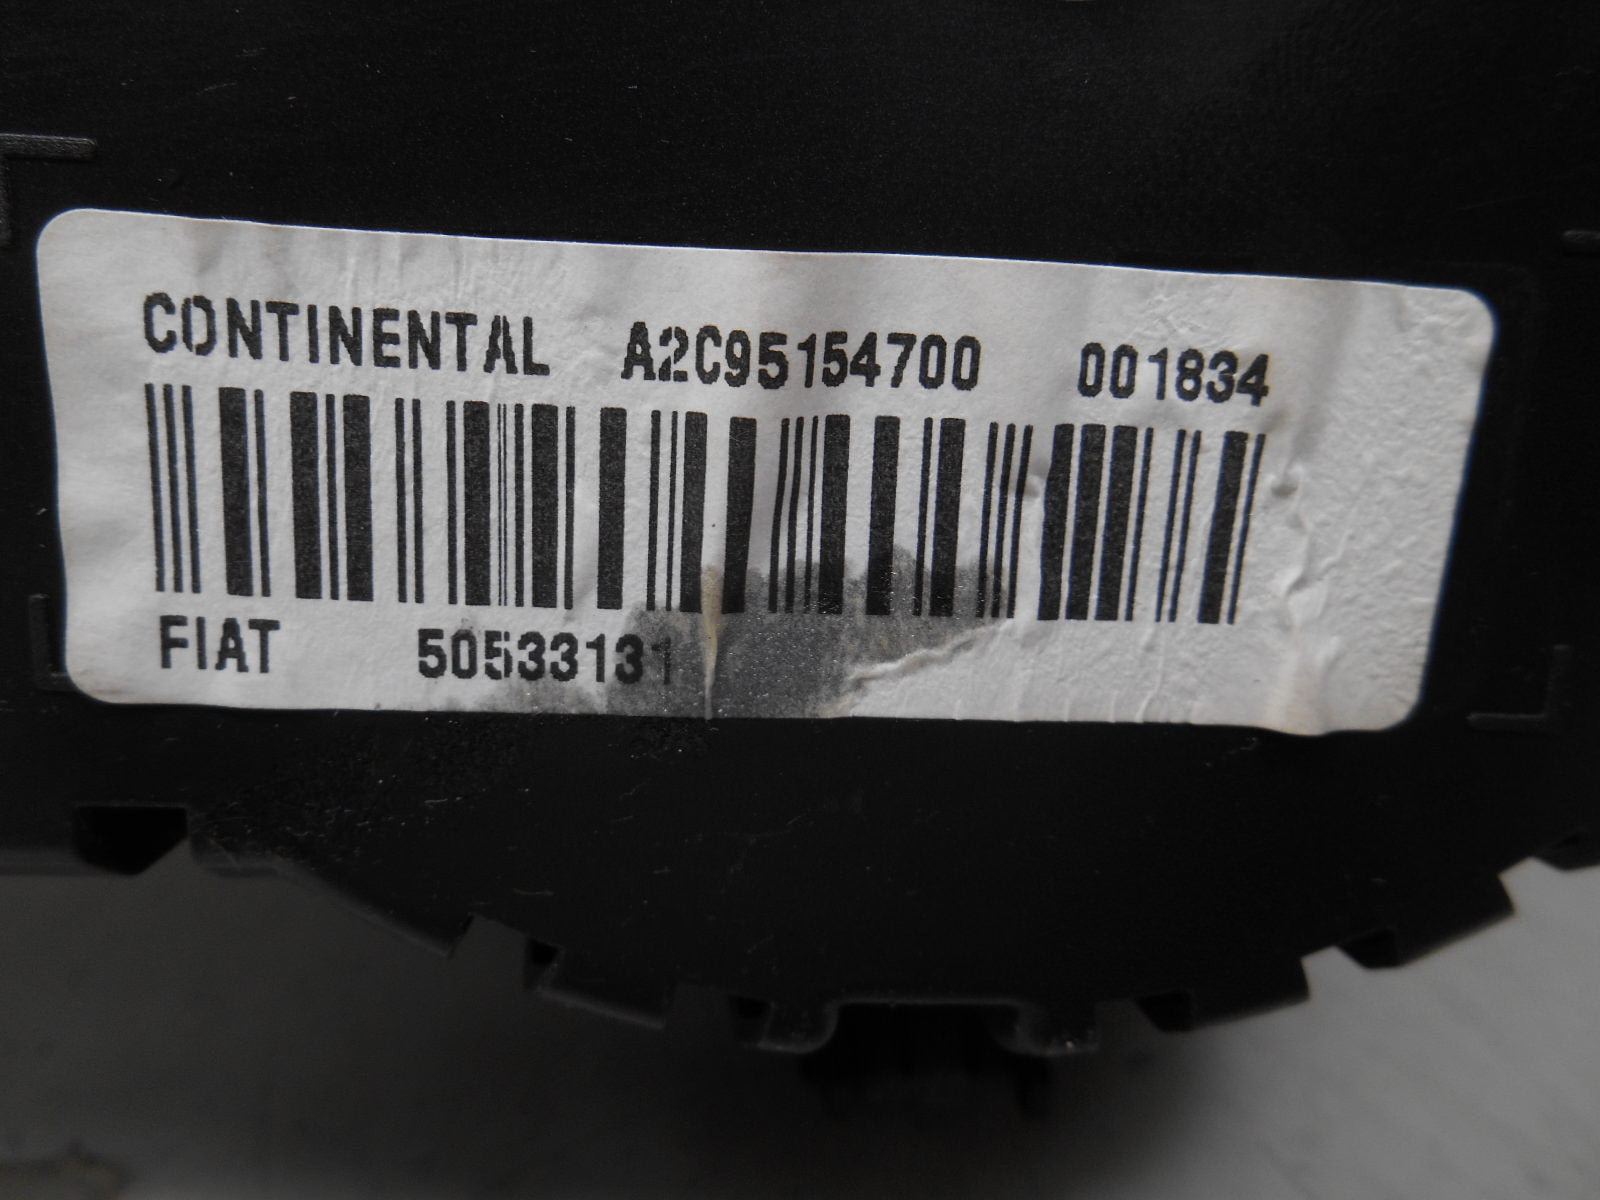 CONTINENTAL A2C95154700 001834
FIAT 50533131